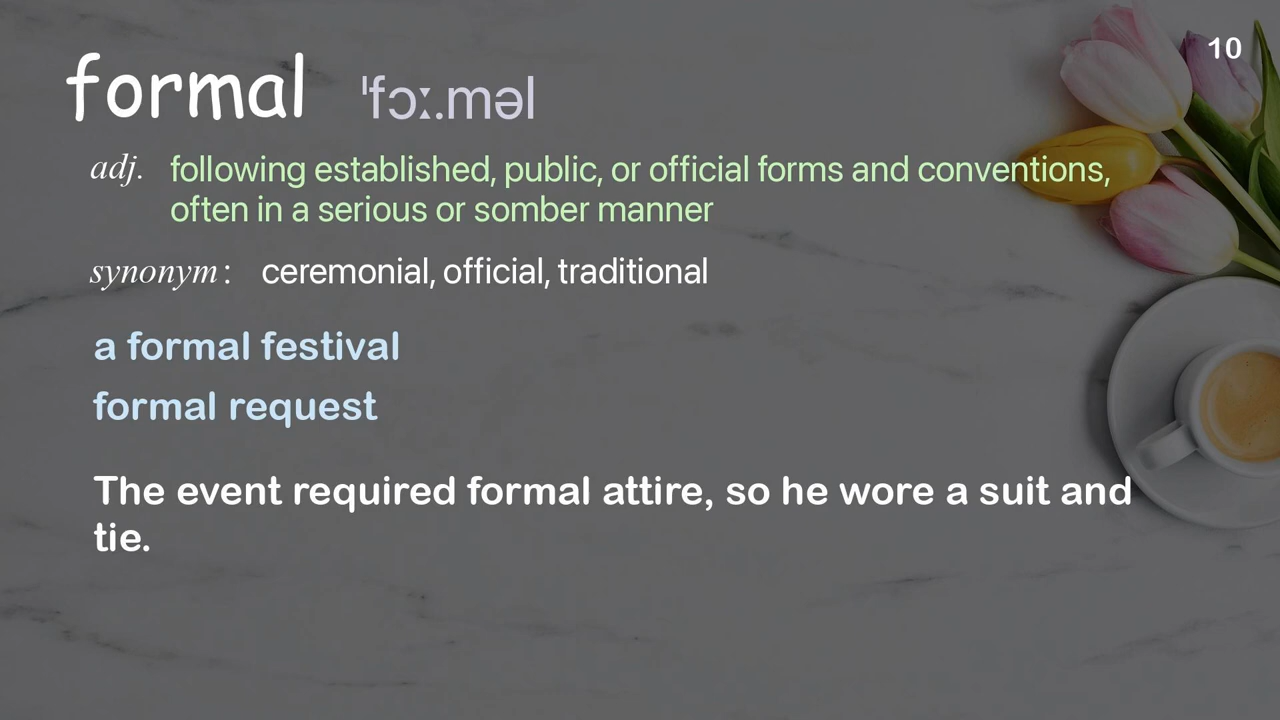 10
formal ˈfɔː.məl
adj. following established, public, or official forms and conventions,
often in a serious or somber manner
synonym: ceremonial, official, traditional
a formal festival
formal request
The event required formal attire, so he wore a suit and
tie.